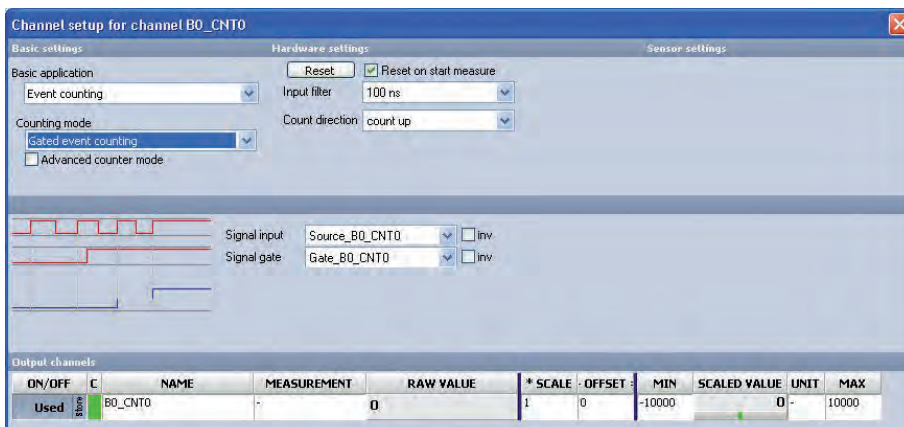 Channel setup for channel B0_CNT0
Basic settings Hardware settings Sensor settings
Reset Reset on start measure
Basic application
Event counting
Input filter 100 ns
Counting mode
Count direction count up
Gated event counting
Advanced counter mode
Signal input Source_B0_CNT0 inv
Signal gate Gate_B0_CNT0 inv
Output channels
ON/OFF C NAME MEASUREMENT RAW VALUE * SCALE - OFFSET = MIN SCALED VALUE UNIT MAX
Used store B0_CNT0 - 0 1 0 -10000 0 - 10000